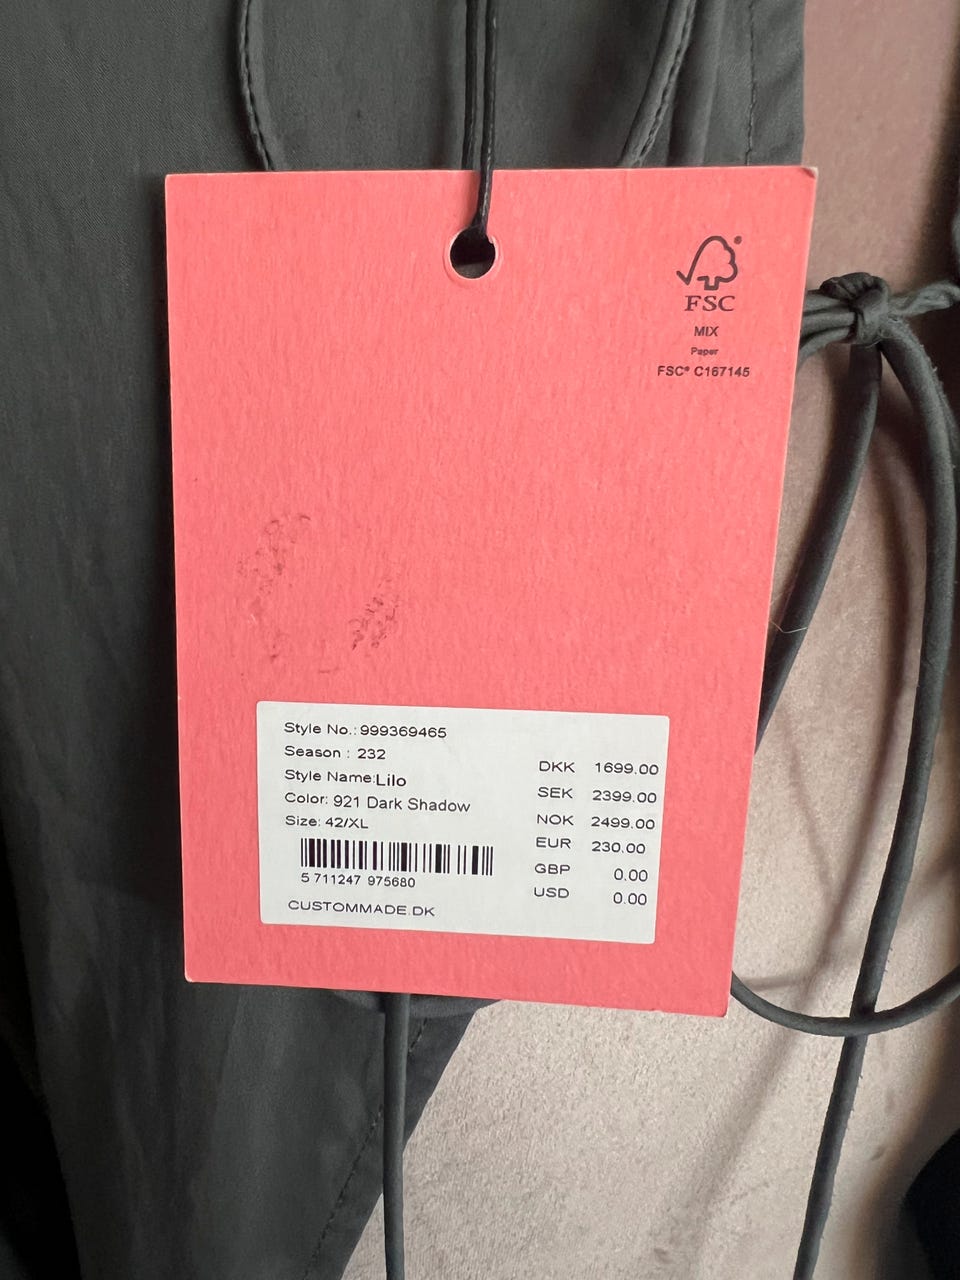 FSC
MIX
Paper
FSC® C167145
Style No.: 999369465
Season : 232
Style Name:Lilo
Color: 921 Dark Shadow
Size: 42/XL
5 711247 975680
CUSTOMMADE.DK
DKK 1699.00
SEK 2399.00
NOK 2499.00
EUR 230.00
GBP 0.00
USD 0.00